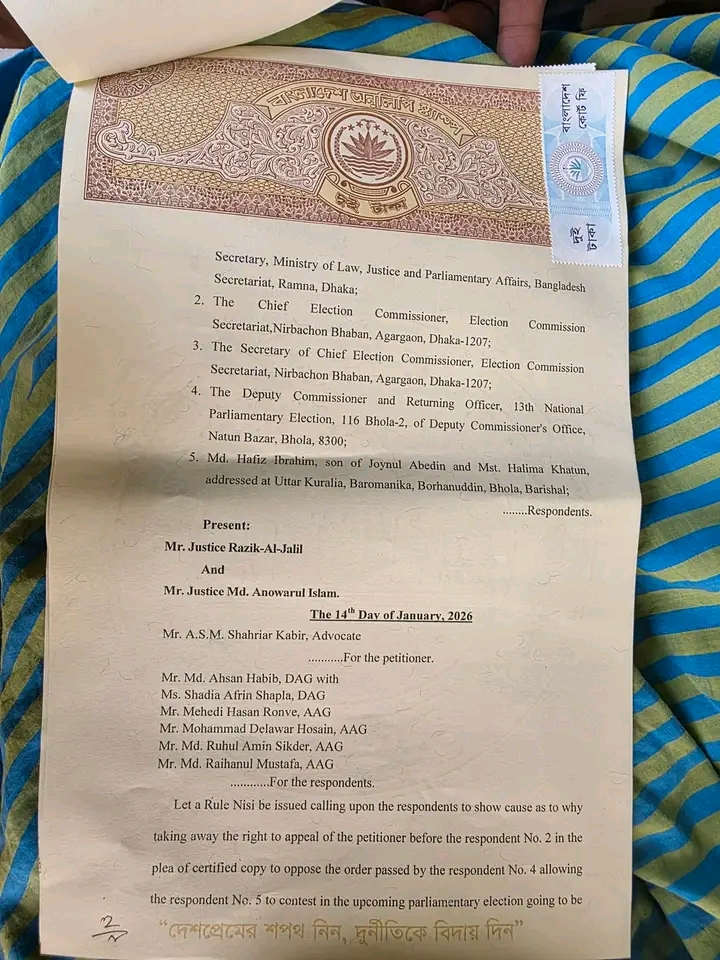 বাংলাদেশ অনুলিপি ষ্ট্যাম্প
দুই টাকা
বাংলাদেশ
কোর্ট ফি
দুই
টাকা
Secretary, Ministry of Law, Justice and Parliamentary Affairs, Bangladesh
Secretariat, Ramna, Dhaka;
2. The Chief Election Commissioner, Election Commission
Secretariat,Nirbachon Bhaban, Agargaon, Dhaka-1207;
3. The Secretary of Chief Election Commissioner, Election Commission
Secretariat, Nirbachon Bhaban, Agargaon, Dhaka-1207;
4. The Deputy Commissioner and Returning Officer, 13th National
Parliamentary Election, 116 Bhola-2, of Deputy Commissioner's Office,
Natun Bazar, Bhola, 8300;
5. Md. Hafiz Ibrahim, son of Joynul Abedin and Mst. Halima Khatun,
addressed at Uttar Kuralia, Baromanika, Borhanuddin, Bhola, Barishal;
........Respondents.
Present:
Mr. Justice Razik-Al-Jalil
And
Mr. Justice Md. Anowarul Islam.
The 14th Day of January, 2026
Mr. A.S.M. Shahriar Kabir, Advocate
...........For the petitioner.
Mr. Md. Ahsan Habib, DAG with
Ms. Shadia Afrin Shapla, DAG
Mr. Mehedi Hasan Ronve, AAG
Mr. Mohammad Delawar Hosain, AAG
Mr. Md. Ruhul Amin Sikder, AAG
Mr. Md. Raihanul Mustafa, AAG
............For the respondents.
Let a Rule Nisi be issued calling upon the respondents to show cause as to why
taking away the right to appeal of the petitioner before the respondent No. 2 in the
plea of certified copy to oppose the order passed by the respondent No. 4 allowing
the respondent No. 5 to contest in the upcoming parliamentary election going to be
“দেশপ্রেমের শপথ নিন, দুর্নীতিকে বিদায় দিন”